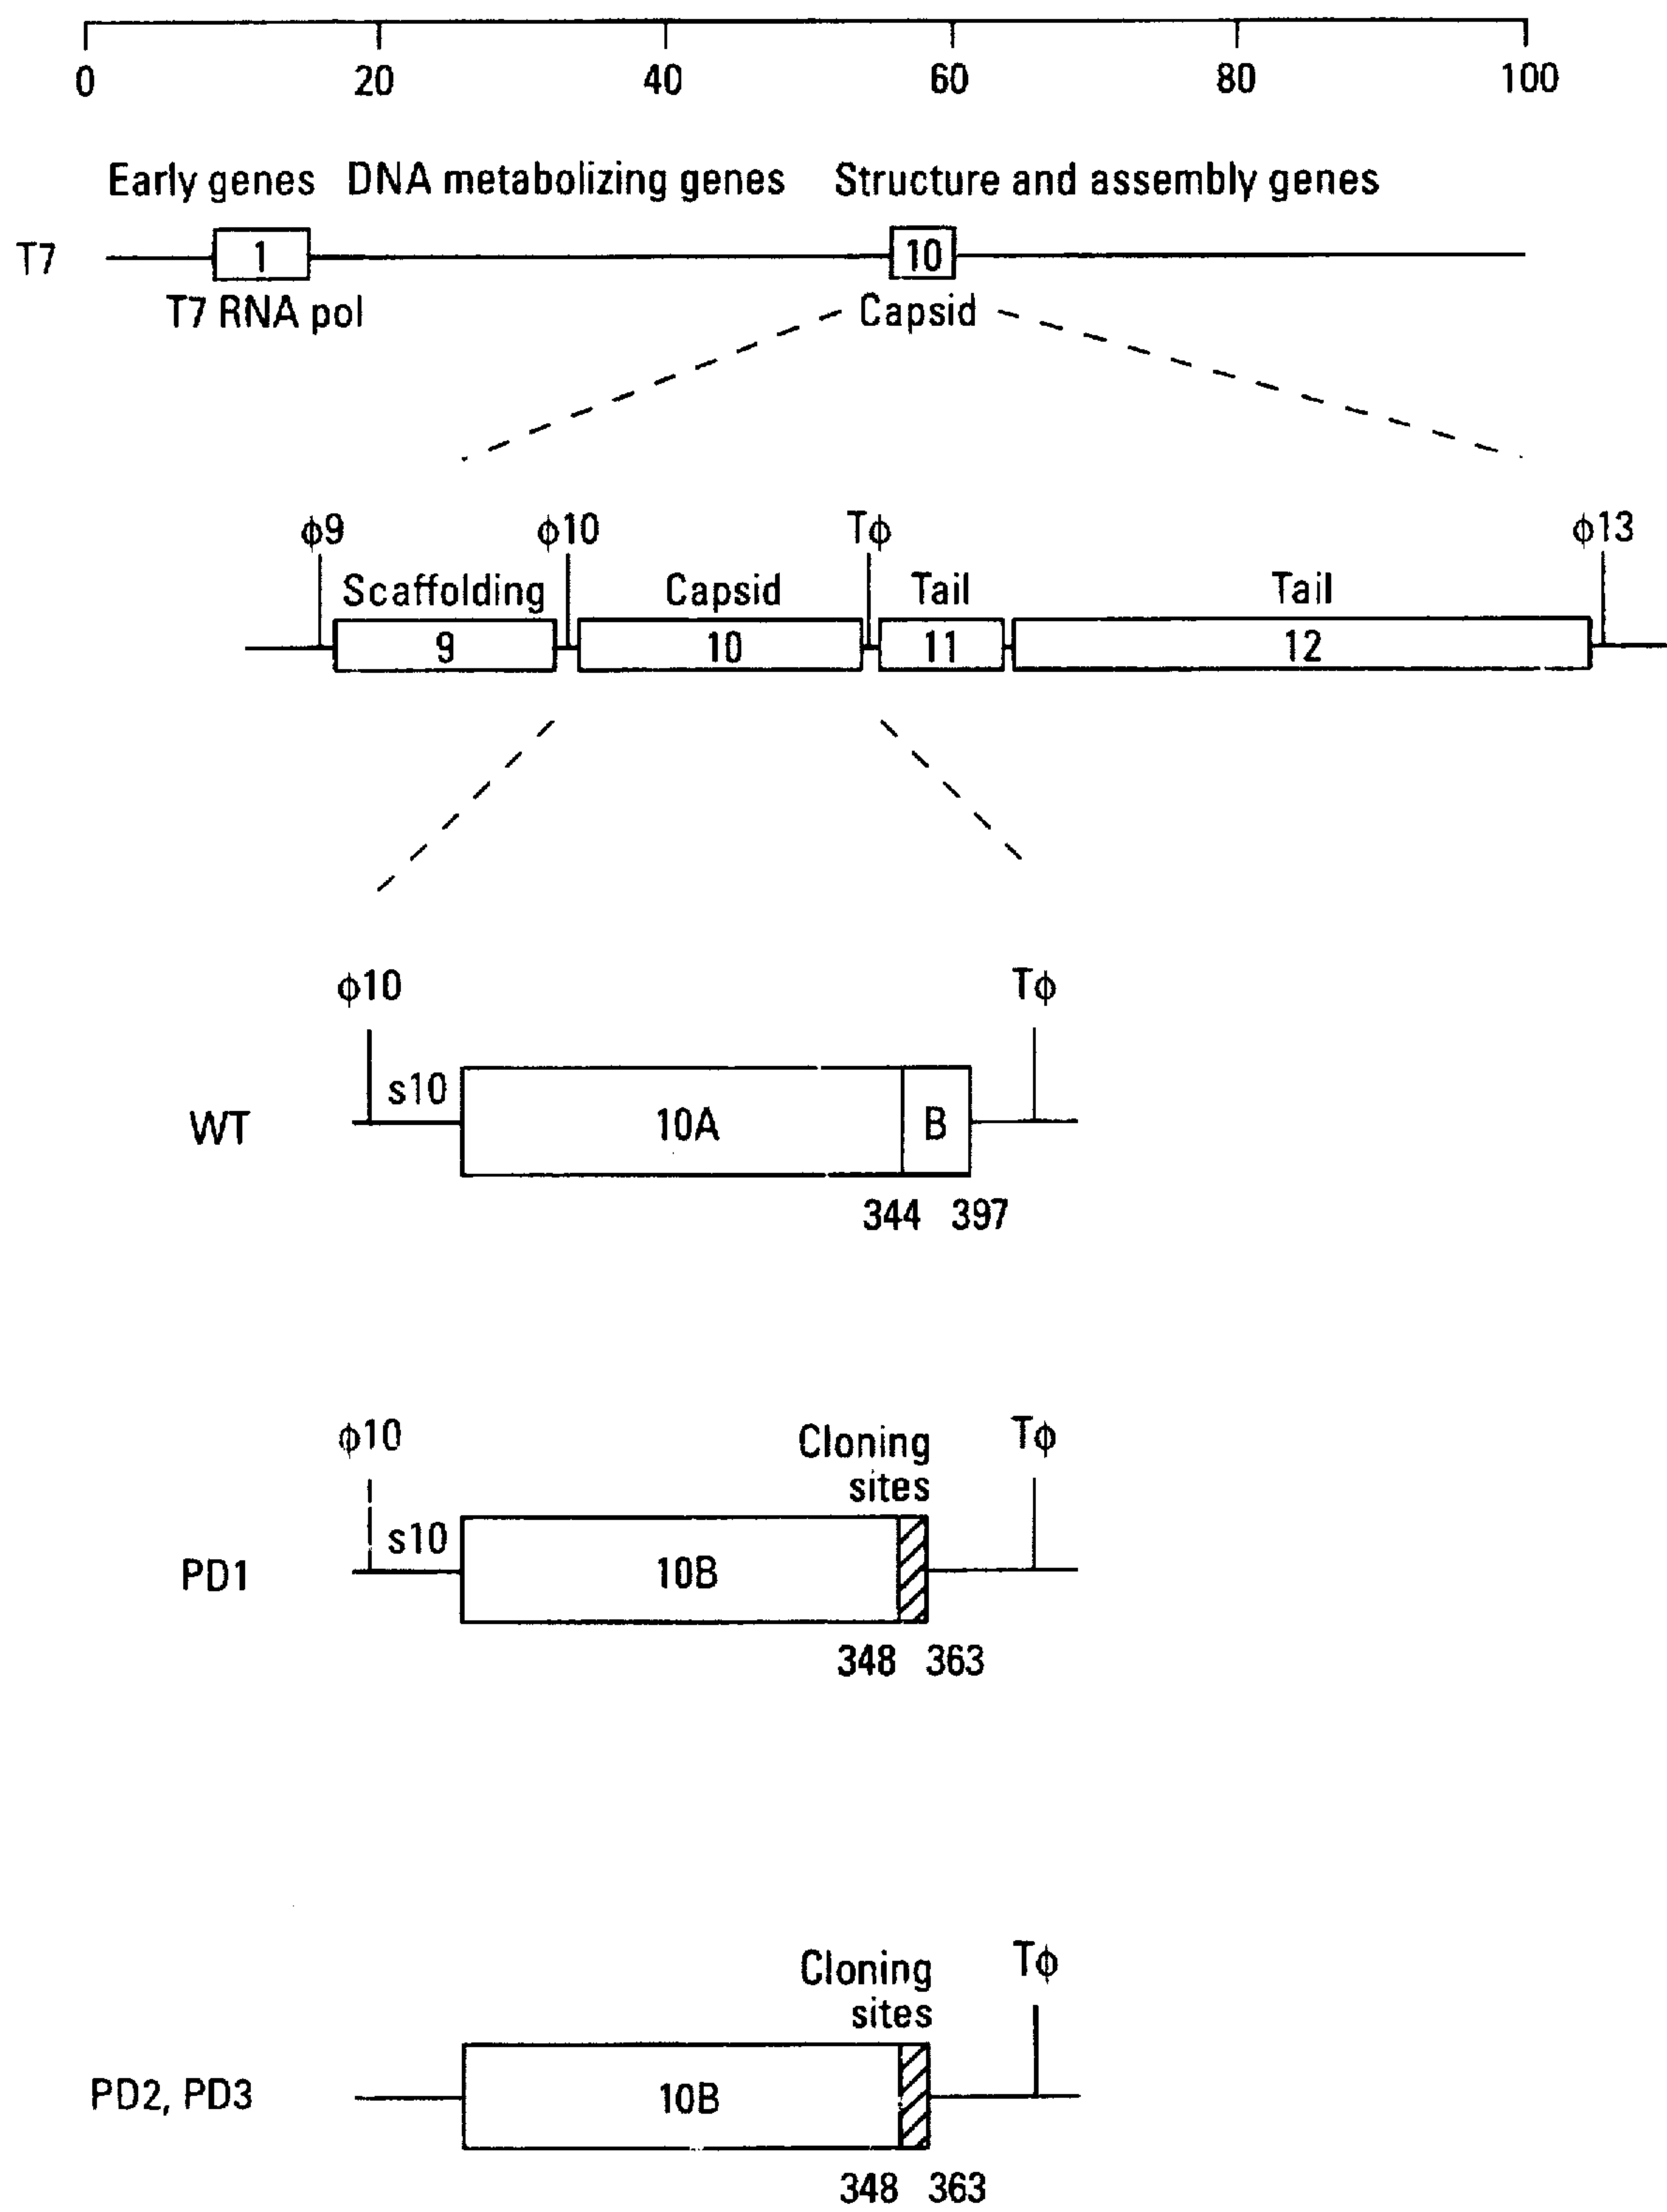 0 20 40 60 80 100
Early genes DNA metabolizing genes Structure and assembly genes
T7 1 10
T7 RNA pol Capsid
ϕ9 ϕ10 Tϕ ϕ13
Scaffolding Capsid Tail Tail
9 10 11 12
ϕ10 Tϕ
s10
WT 10A B
344 397
ϕ10 Cloning Tϕ
sites
s10
PD1 10B
348 363
Cloning Tϕ
sites
PD2, PD3 10B
348 363